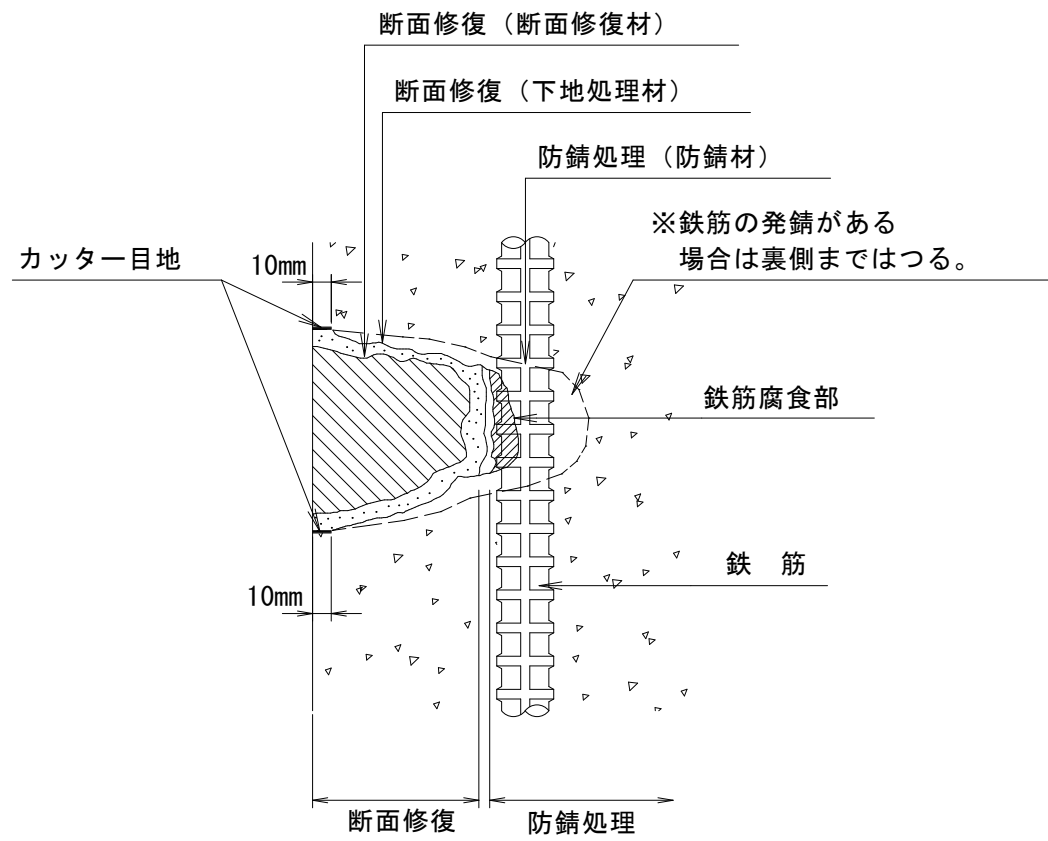 断面修復（断面修復材）
断面修復（下地処理材）
防錆処理（防錆材）
※鉄筋の発錆がある
場合は裏側まではつる。
カッター目地
10mm
鉄筋腐食部
鉄　筋
10mm
断面修復
防錆処理